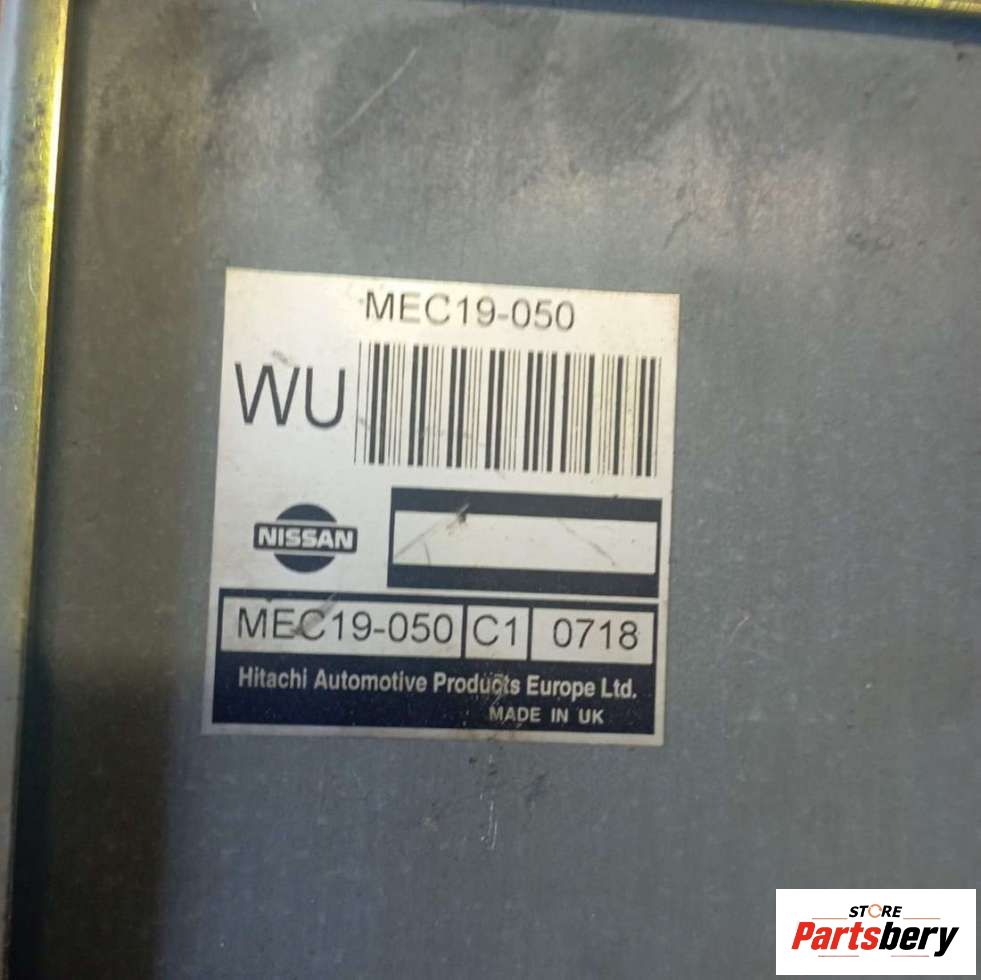 MEC19-050
WU
NISSAN
MEC19-050 C1 0718
Hitachi Automotive Products Europe Ltd.
MADE IN UK
STORE
Partsbery